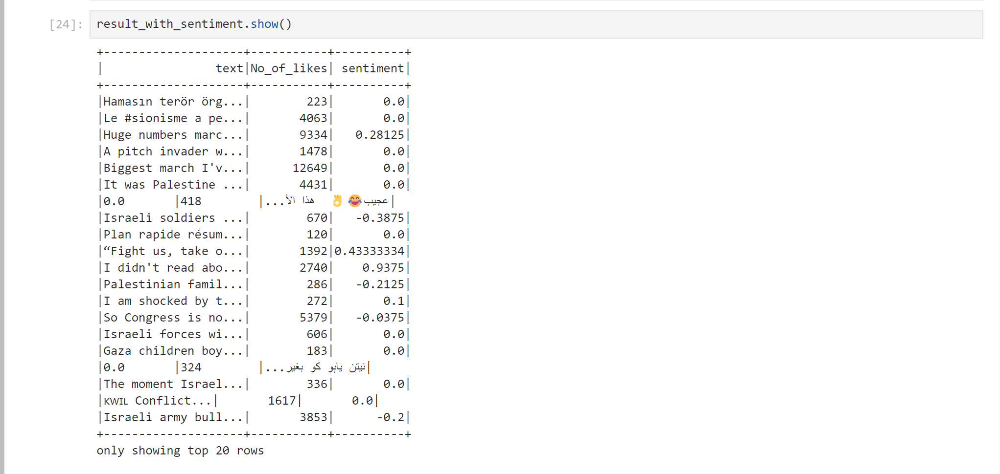 [24]: result_with_sentiment.show()
+--------------------+-----------+----------+
|                text|No_of_likes| sentiment|
+--------------------+-----------+----------+
|Hamasın terör örg...|        223|       0.0|
|Le #sionisme a pe...|       4063|       0.0|
|Huge numbers marc...|       9334|   0.28125|
|A pitch invader w...|       1478|       0.0|
|Biggest march I'v...|      12649|       0.0|
|It was Palestine ...|       4431|       0.0|
|عجيب😂👌 هذا الأ...|        418|       0.0|
|Israeli soldiers ...|        670|   -0.3875|
|Plan rapide résum...|        120|       0.0|
|“Fight us, take o...|       1392|0.43333334|
|I didn't read abo...|       2740|    0.9375|
|Palestinian famil...|        286|   -0.2125|
|I am shocked by t...|        272|       0.1|
|So Congress is no...|       5379|   -0.0375|
|Israeli forces wi...|        606|       0.0|
|Gaza children boy...|        183|       0.0|
|نیتن یاہو کو بغیر...|        324|       0.0|
|The moment Israel...|        336|       0.0|
|ᴋᴡɪʟ Conflict...|       1617|       0.0|
|Israeli army bull...|       3853|      -0.2|
+--------------------+-----------+----------+
only showing top 20 rows